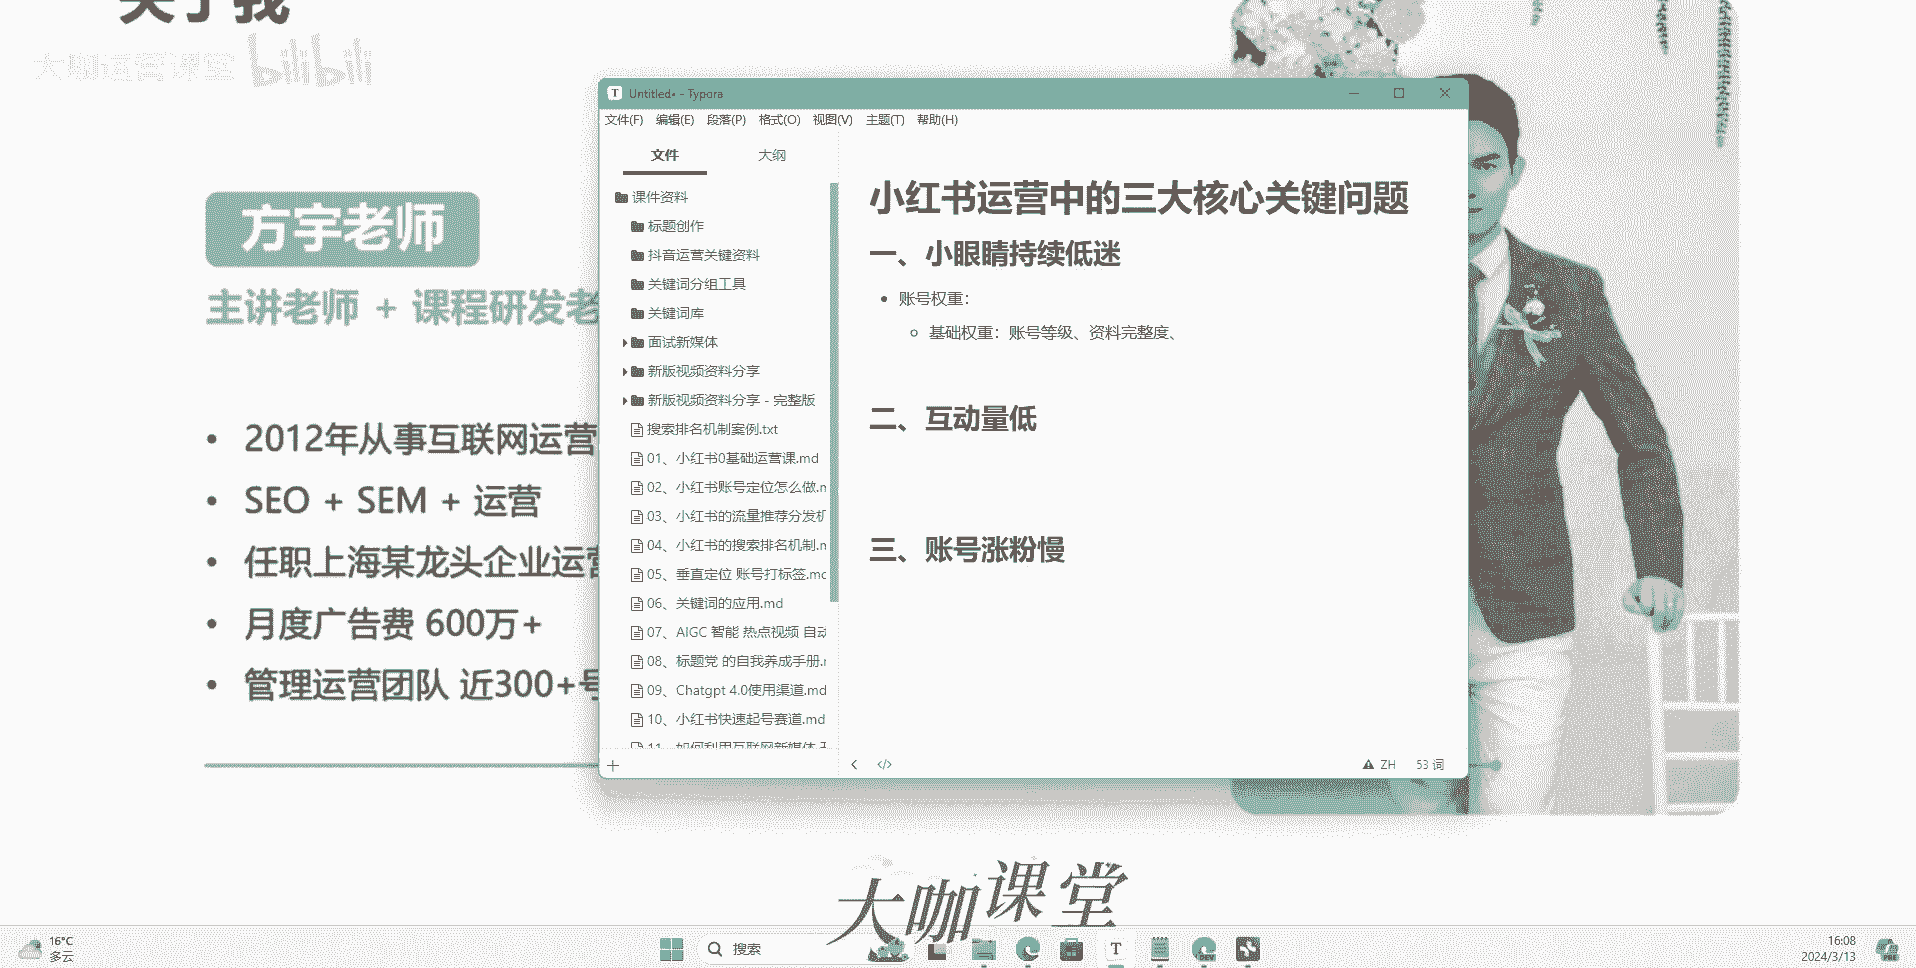 关于我
大咖运营课堂 bilibili
方宇老师
主讲老师 + 课程研发老
2012年从事互联网运营
SEO + SEM + 运营
任职上海某龙头企业运营
月度广告费 600万+
管理运营团队 近300+号
Untitled• - Typora
文件(F) 编辑(E) 段落(P) 格式(O) 视图(V) 主题(T) 帮助(H)
文件 大纲
课件资料
标题创作
抖音运营关键资料
关键词分组工具
关键词库
面试新媒体
新版视频资料分享
新版视频资料分享 - 完整版
搜索排名机制案例.txt
01、小红书0基础运营课.md
02、小红书账号定位怎么做.m
03、小红书的流量推荐分发机
04、小红书的搜索排名机制.m
05、垂直定位 账号打标签.md
06、关键词的应用.md
07、AIGC 智能 热点视频 自动
08、标题党 的自我养成手册.m
09、Chatgpt 4.0使用渠道.md
10、小红书快速起号赛道.md
11、如何利用互联网新媒体
小红书运营中的三大核心关键问题
一、小眼睛持续低迷
账号权重：
基础权重：账号等级、资料完整度、
二、互动量低
三、账号涨粉慢
ZH 53 词
大咖课堂
16°C
多云
搜索
16:08
2024/3/13